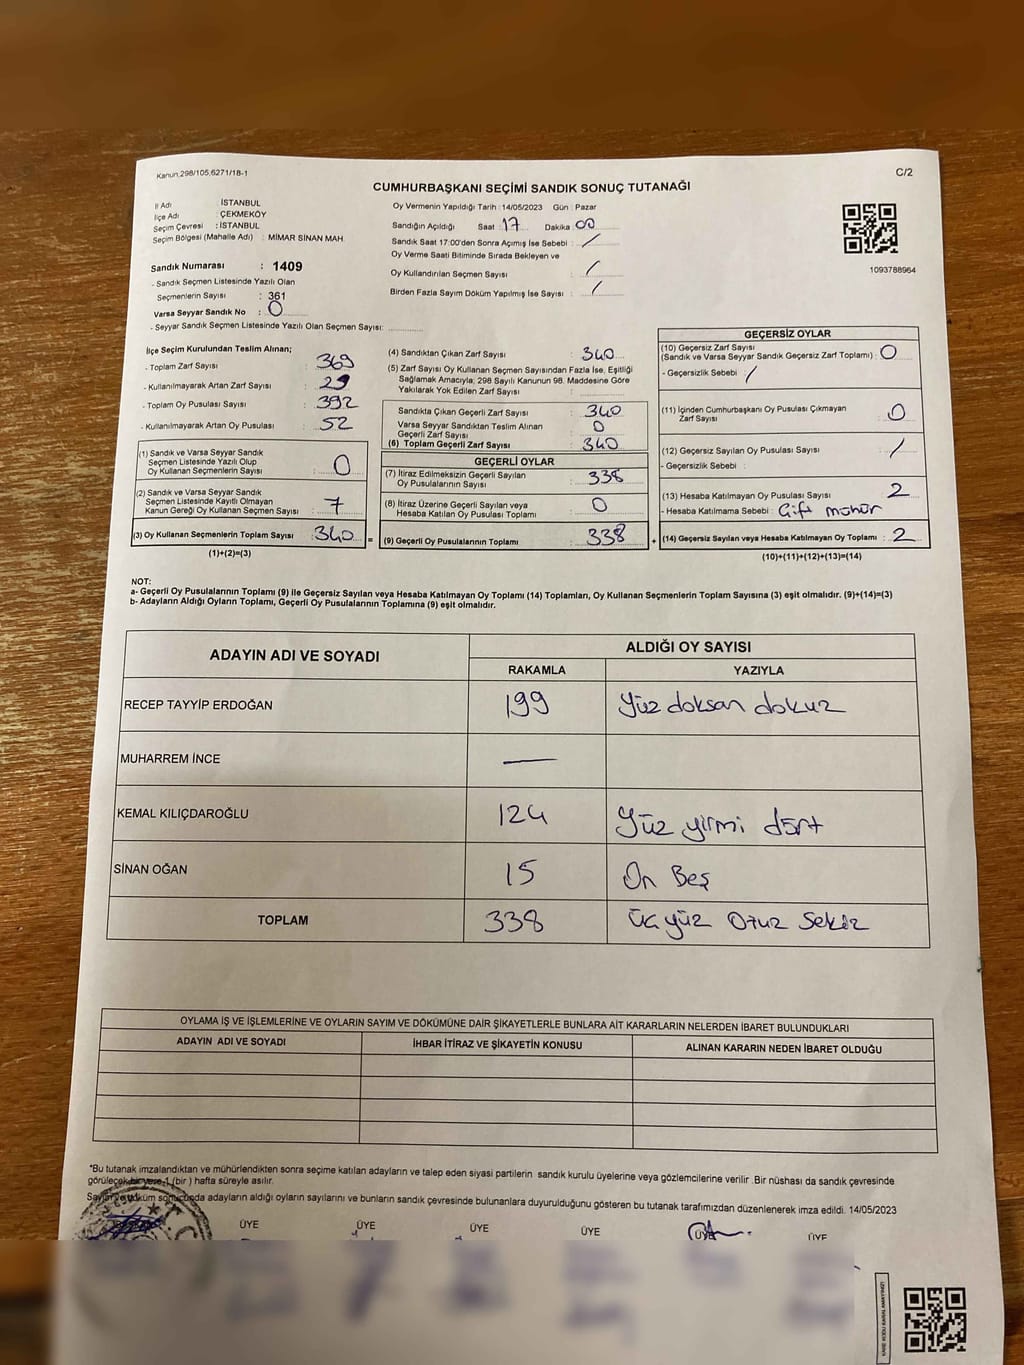 Kanun.298/105,6271/18-1
C/2
CUMHURBAŞKANI SEÇİMİ SANDIK SONUÇ TUTANAĞI
İl Adı : İSTANBUL
İlçe Adı : ÇEKMEKÖY
Seçim Çevresi : İSTANBUL
Seçim Bölgesi (Mahalle Adı) : MİMAR SİNAN MAH.
Oy Vermenin Yapıldığı Tarih : 14/05/2023 Gün : Pazar
Sandığın Açıldığı Saat : 17 Dakika : 00
Sandık Saat 17:00'den Sonra Açımış İse Sebebi : /
Oy Verme Saati Bitiminde Sırada Bekleyen ve
Oy Kullandırılan Seçmen Sayısı : /
Birden Fazla Sayım Döküm Yapılmış İse Sayısı : /
1093788964
Sandık Numarası : 1409
- Sandık Seçmen Listesinde Yazılı Olan
Seçmenlerin Sayısı : 361
Varsa Seyyar Sandık No : 0
- Seyyar Sandık Seçmen Listesinde Yazılı Olan Seçmen Sayısı:
İlçe Seçim Kurulundan Teslim Alınan;
- Toplam Zarf Sayısı : 369
- Kullanılmayarak Artan Zarf Sayısı : 29
- Toplam Oy Pusulası Sayısı : 392
- Kullanılmayarak Artan Oy Pusulası : 52
(1) Sandık ve Varsa Seyyar Sandık
Seçmen Listesinde Yazılı Olup
Oy Kullanan Seçmenlerin Sayısı : 0
(2) Sandık ve Varsa Seyyar Sandık
Seçmen Listesinde Kayıtlı Olmayan
Kanun Gereği Oy Kullanan Seçmen Sayısı : 7
(3) Oy Kullanan Seçmenlerin Toplam Sayısı : 340
(1)+(2)=(3)
(4) Sandıktan Çıkan Zarf Sayısı : 340
(5) Zarf Sayısı Oy Kullanan Seçmen Sayısından Fazla İse, Eşitliği
Sağlamak Amacıyla; 298 Sayılı Kanunun 98. Maddesine Göre
Yakılarak Yok Edilen Zarf Sayısı :
Sandıkta Çıkan Geçerli Zarf Sayısı : 340
Varsa Seyyar Sandıktan Teslim Alınan
Geçerli Zarf Sayısı : 0
(6) Toplam Geçerli Zarf Sayısı : 340
GEÇERLİ OYLAR
(7) İtiraz Edilmeksizin Geçerli Sayılan
Oy Pusulalarının Sayısı : 338
(8) İtiraz Üzerine Geçerli Sayılan veya
Hesaba Katılan Oy Pusulası Toplamı : 0
= (9) Geçerli Oy Pusulalarının Toplamı : 338 +
GEÇERSİZ OYLAR
(10) Geçersiz Zarf Sayısı
(Sandık ve Varsa Seyyar Sandık Geçersiz Zarf Toplamı) : 0
- Geçersizlik Sebebi : /
(11) İçinden Cumhurbaşkanı Oy Pusulası Çıkmayan
Zarf Sayısı : 0
(12) Geçersiz Sayılan Oy Pusulası Sayısı : /
- Geçersizlik Sebebi :
(13) Hesaba Katılmayan Oy Pusulası Sayısı : 2
- Hesaba Katılmama Sebebi : Çift mühür
(14) Geçersiz Sayılan veya Hesaba Katılmayan Oy Toplamı : 2
(10)+(11)+(12)+(13)=(14)
NOT:
a- Geçerli Oy Pusulalarının Toplamı (9) ile Geçersiz Sayılan veya Hesaba Katılmayan Oy Toplamı (14) Toplamları, Oy Kullanan Seçmenlerin Toplam Sayısına (3) eşit olmalıdır. (9)+(14)=(3)
b- Adayların Aldığı Oyların Toplamı, Geçerli Oy Pusulalarının Toplamına (9) eşit olmalıdır.
ADAYIN ADI VE SOYADI
ALDIĞI OY SAYISI
RAKAMLA YAZIYLA
RECEP TAYYİP ERDOĞAN 199 Yüz doksan dokuz
MUHARREM İNCE —
KEMAL KILIÇDAROĞLU 124 Yüz yirmi dört
SİNAN OĞAN 15 On Beş
TOPLAM 338 üç yüz Otuz Sekiz
OYLAMA İŞ VE İŞLEMLERİNE VE OYLARIN SAYIM VE DÖKÜMÜNE DAİR ŞİKAYETLERLE BUNLARA AİT KARARLARIN NELERDEN İBARET BULUNDUKLARI
ADAYIN ADI VE SOYADI İHBAR İTİRAZ VE ŞİKAYETİN KONUSU ALINAN KARARIN NEDEN İBARET OLDUĞU
*Bu tutanak imzalandıktan ve mühürlendikten sonra seçime katılan adayların ve talep eden siyasi partilerin sandık kurulu üyelerine veya gözlemcilerine verilir .Bir nüshası da sandık çevresinde
görülecek bir yere 1 (bir ) hafta süreyle asılır.
Sayım ve döküm sonucunda adayların aldığı oyların sayılarını ve bunların sandık çevresinde bulunanlara duyurulduğunu gösteren bu tutanak tarafımızdan düzenlenerek imza edildi. 14/05/2023
ÜYE ÜYE ÜYE ÜYE ÜYE ÜYE